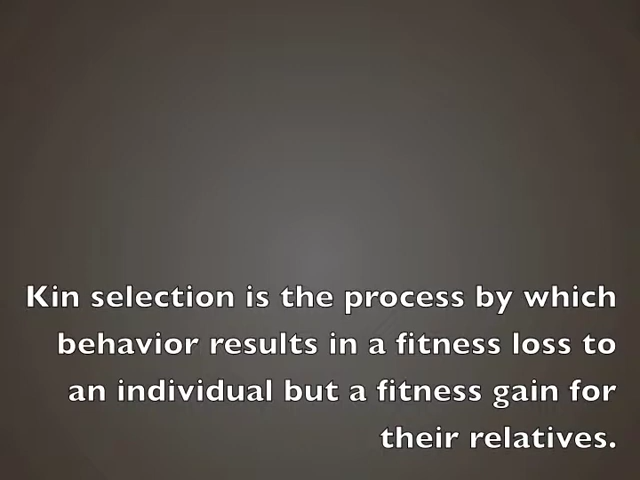 Kin selection is the process by which
behavior results in a fitness loss to
an individual but a fitness gain for
their relatives.